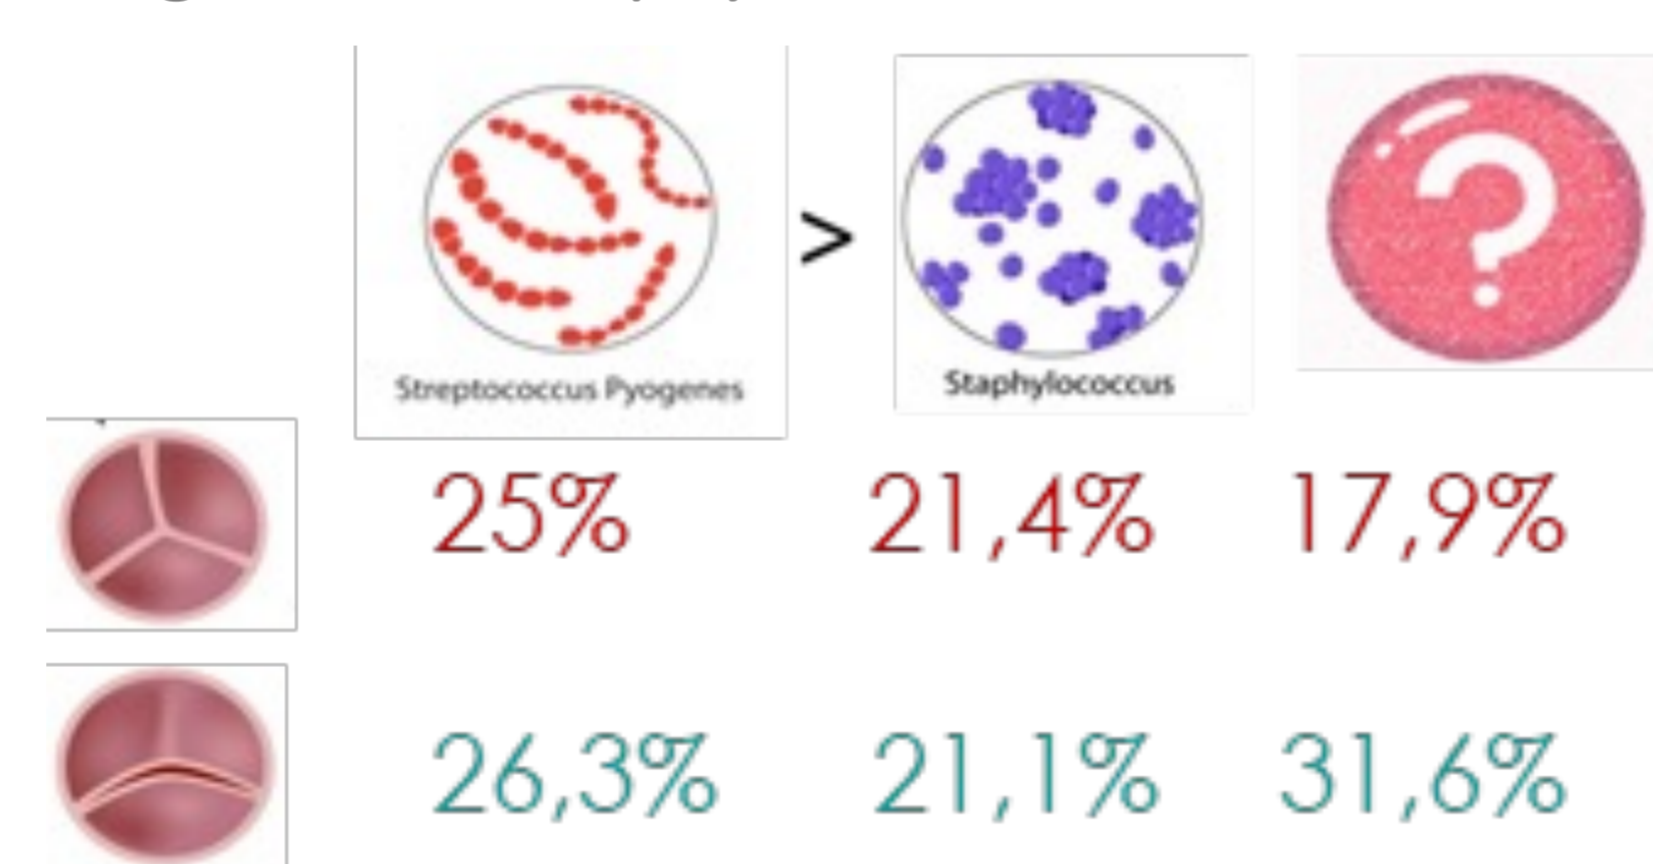 >
Streptococcus Pyogenes
Staphylococcus
?
25% 21,4% 17,9%
26,3% 21,1% 31,6%